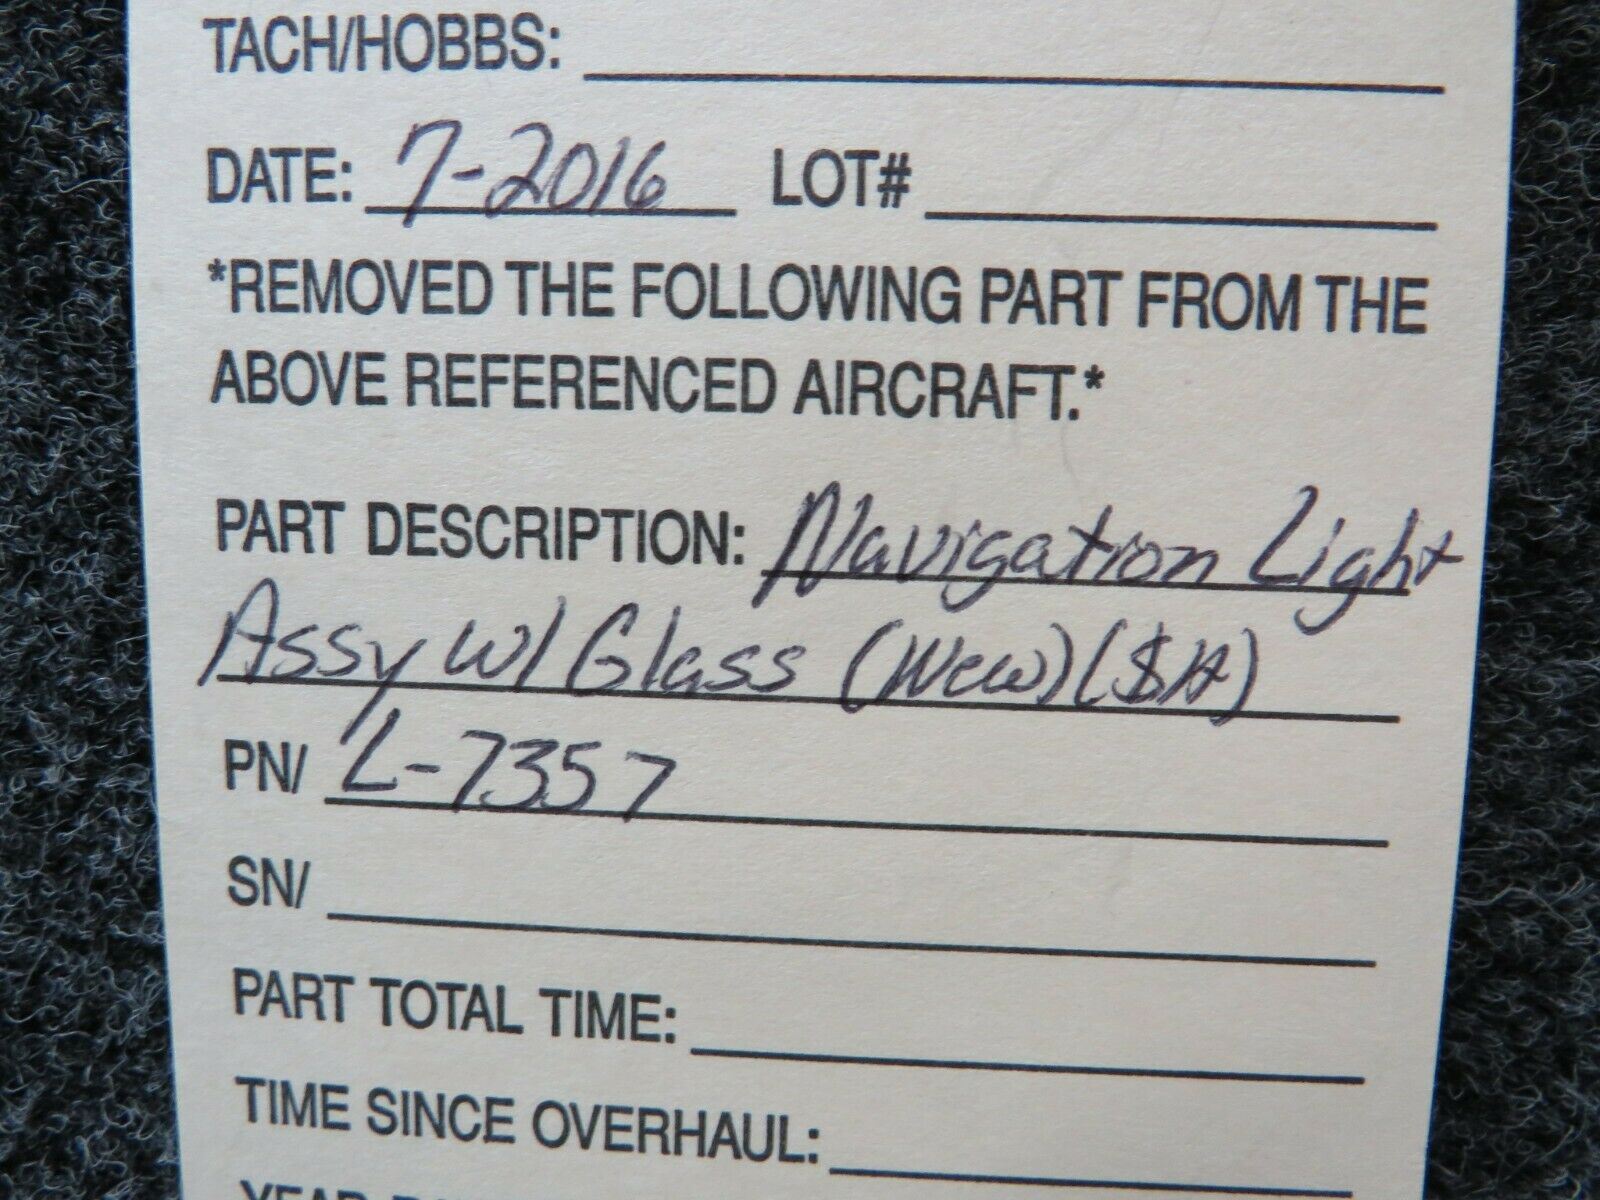 TACH/HOBBS:
DATE: 7-2016 LOT#
*REMOVED THE FOLLOWING PART FROM THE
ABOVE REFERENCED AIRCRAFT.*
PART DESCRIPTION: Navigation Light
Assy W/ Glass (New)
PN/ L-7357
SN/
PART TOTAL TIME:
TIME SINCE OVERHAUL: